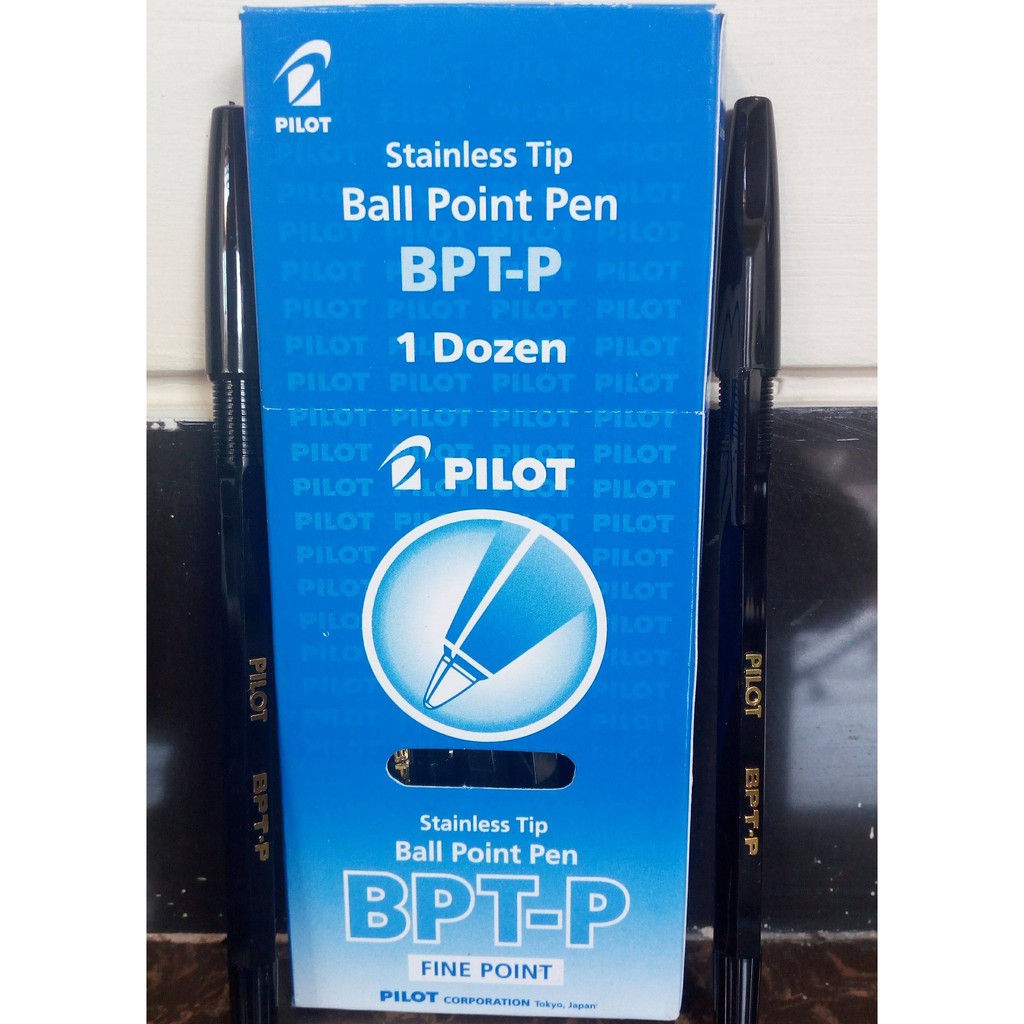 PILOT
Stainless Tip
Ball Point Pen
BPT-P
1 Dozen
PILOT
Stainless Tip
Ball Point Pen
BPT-P
FINE POINT
PILOT CORPORATION Tokyo, Japan
PILOT BPT-P
PILOT BPT-P